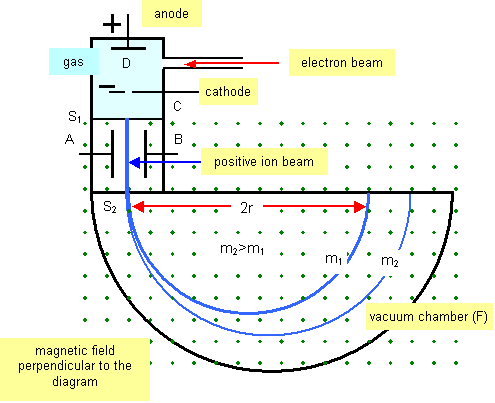 anode
+
gas
D
electron beam
–
cathode
C
S1
A
B
positive ion beam
S2
2r
m2>m1
m1
m2
vacuum chamber (F)
magnetic field
perpendicular to the
diagram